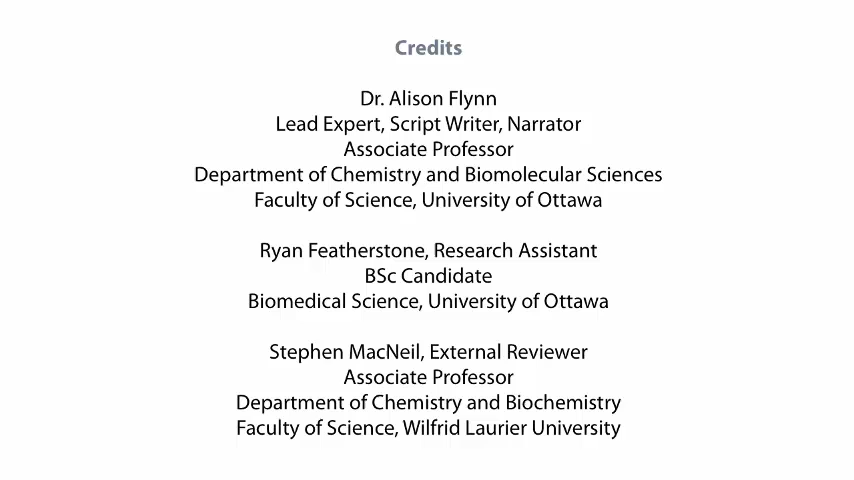 Credits
Dr. Alison Flynn
Lead Expert, Script Writer, Narrator
Associate Professor
Department of Chemistry and Biomolecular Sciences
Faculty of Science, University of Ottawa
Ryan Featherstone, Research Assistant
BSc Candidate
Biomedical Science, University of Ottawa
Stephen MacNeil, External Reviewer
Associate Professor
Department of Chemistry and Biochemistry
Faculty of Science, Wilfrid Laurier University